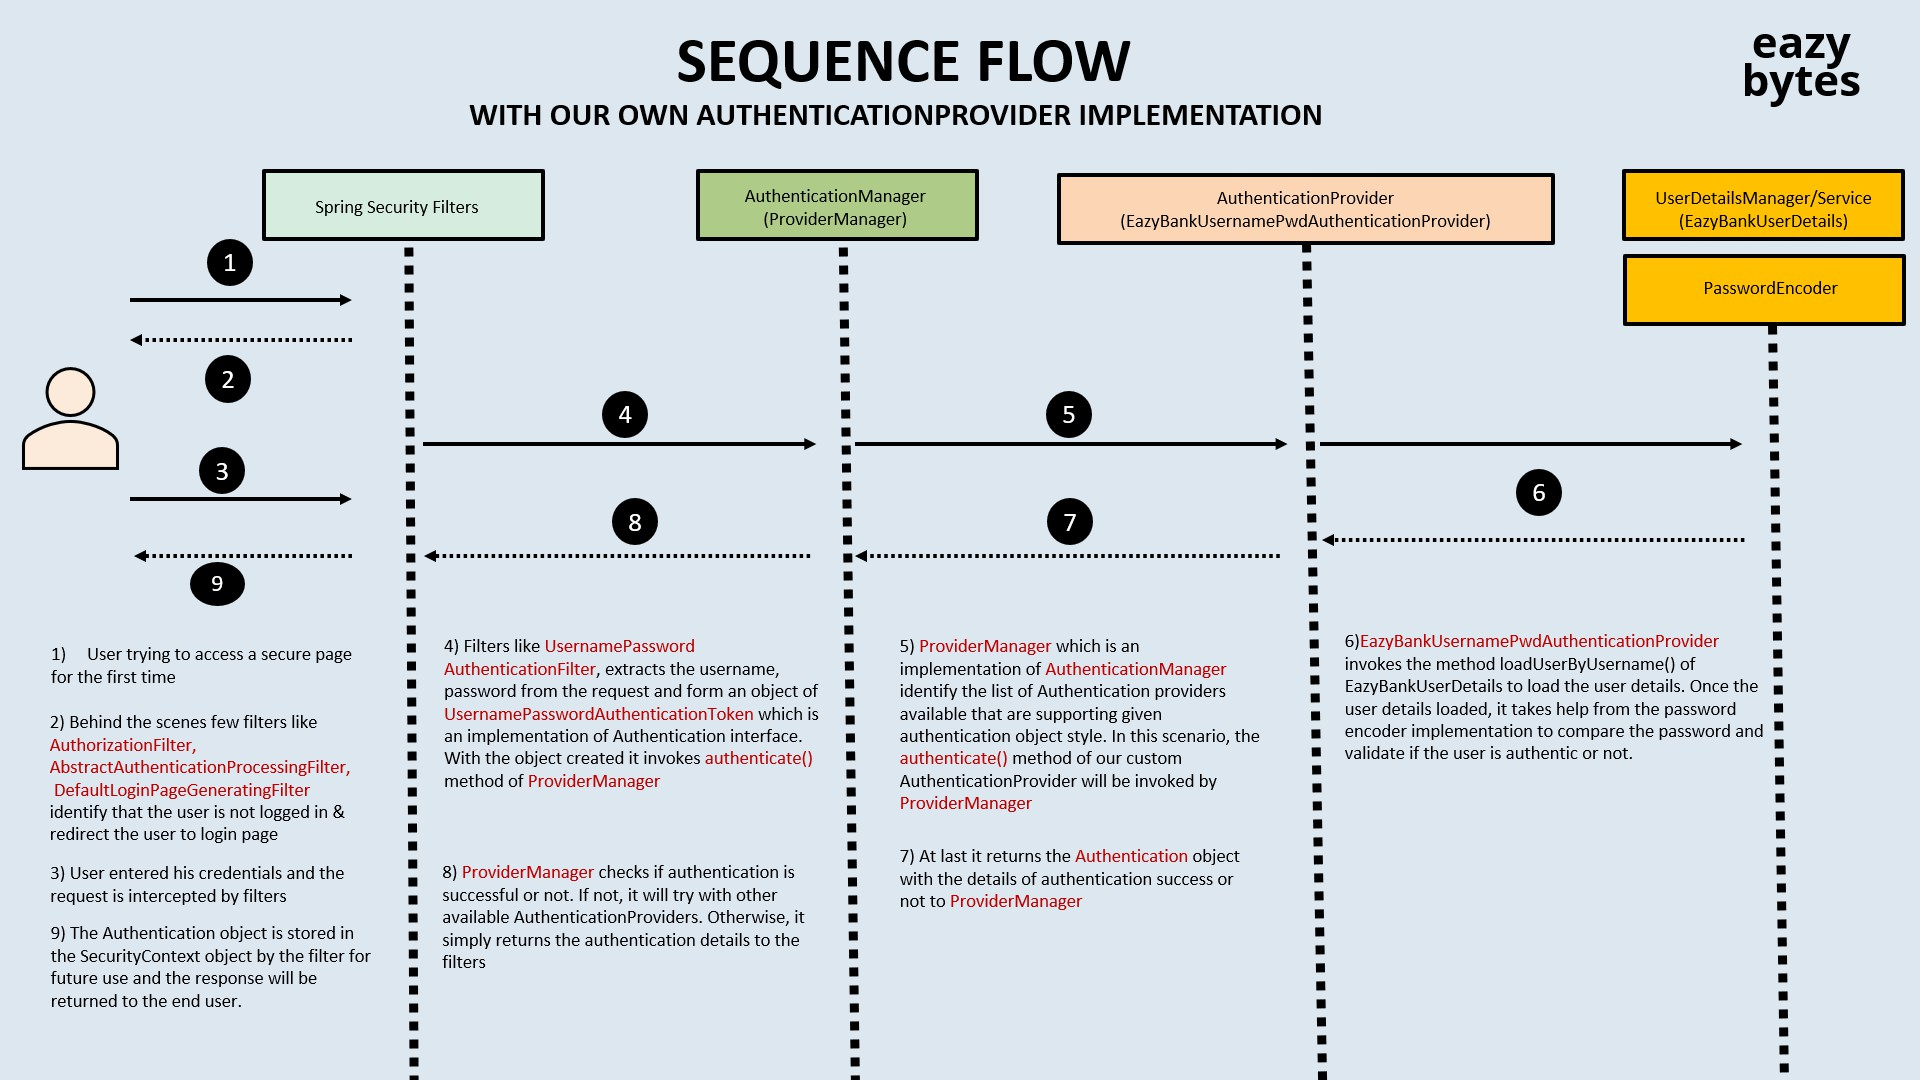 SEQUENCE FLOW
WITH OUR OWN AUTHENTICATIONPROVIDER IMPLEMENTATION
eazy
bytes
Spring Security Filters
AuthenticationManager
(ProviderManager)
AuthenticationProvider
(EazyBankUsernamePwdAuthenticationProvider)
UserDetailsManager/Service
(EazyBankUserDetails)
PasswordEncoder
1
2
3
4
5
6
7
8
9
1) User trying to access a secure page
for the first time
2) Behind the scenes few filters like
AuthorizationFilter,
AbstractAuthenticationProcessingFilter,
DefaultLoginPageGeneratingFilter
identify that the user is not logged in &
redirect the user to login page
3) User entered his credentials and the
request is intercepted by filters
9) The Authentication object is stored in
the SecurityContext object by the filter for
future use and the response will be
returned to the end user.
4) Filters like UsernamePassword
AuthenticationFilter, extracts the username,
password from the request and form an object of
UsernamePasswordAuthenticationToken which is
an implementation of Authentication interface.
With the object created it invokes authenticate()
method of ProviderManager
8) ProviderManager checks if authentication is
successful or not. If not, it will try with other
available AuthenticationProviders. Otherwise, it
simply returns the authentication details to the
filters
5) ProviderManager which is an
implementation of AuthenticationManager
identify the list of Authentication providers
available that are supporting given
authentication object style. In this scenario, the
authenticate() method of our custom
AuthenticationProvider will be invoked by
ProviderManager
7) At last it returns the Authentication object
with the details of authentication success or
not to ProviderManager
6)EazyBankUsernamePwdAuthenticationProvider
invokes the method loadUserByUsername() of
EazyBankUserDetails to load the user details. Once the
user details loaded, it takes help from the password
encoder implementation to compare the password and
validate if the user is authentic or not.